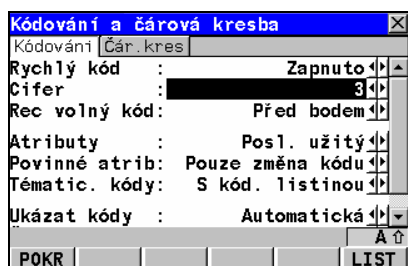 Kódování a čárová kresba
Kódování Čár.kres
Rychlý kód : Zapnuto
Cifer : 3
Rec volný kód: Před bodem
Atributy : Posl. užitý
Povinné atrib: Pouze změna kódu
Tématic. kódy: S kód. listinou
Ukázat kódy : Automatická
A
POKR LIST